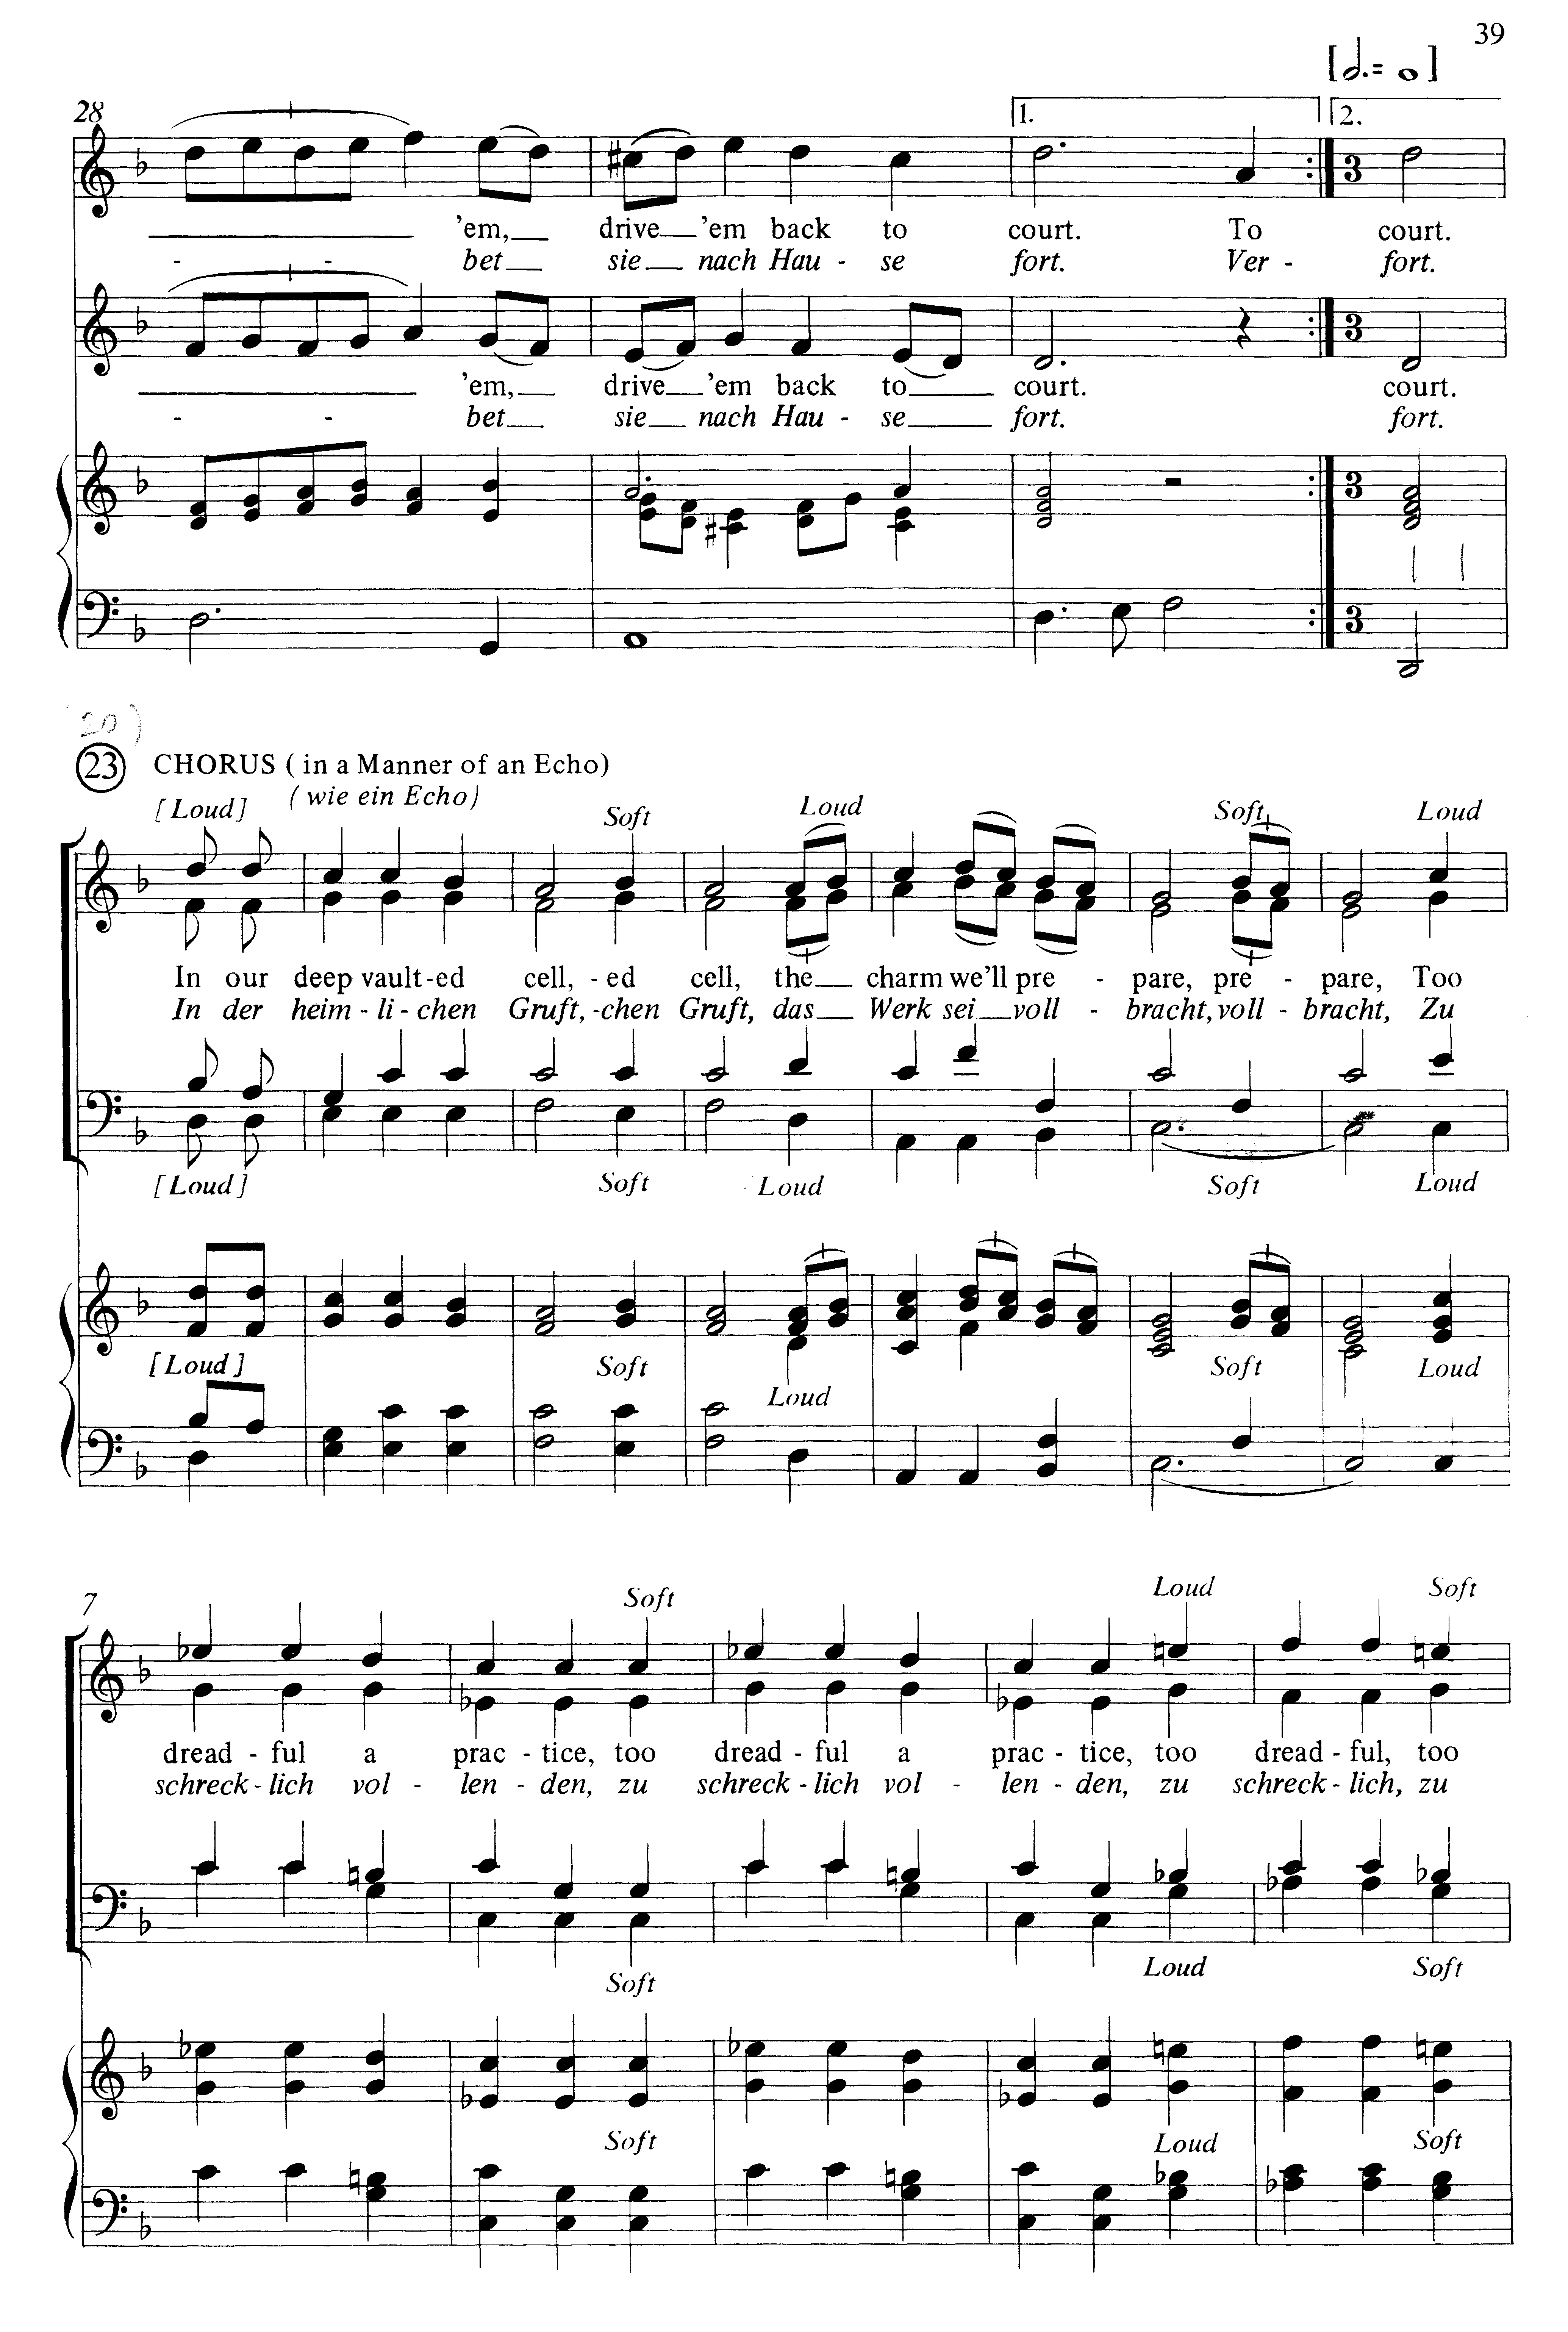 39
[𝅗𝅥. = 𝅝]
28
1.
2.
’em, drive ’em back to court. To court.
- - bet sie nach Hau - se fort. Ver - fort.
’em, drive ’em back to court. court.
- - bet sie nach Hau - se fort. fort.
3
3
3
3
(20)
23 CHORUS ( in a Manner of an Echo)
( wie ein Echo)
[Loud] Soft Loud Soft Loud
In our deep vault-ed cell, - ed cell, the charm we’ll pre - pare, pre - pare, Too
In der heim - li - chen Gruft, -chen Gruft, das Werk sei voll - bracht, voll - bracht, Zu
[Loud] Soft Loud Soft Loud
[Loud] Soft Loud Soft Loud
7
Soft Loud Soft
dread - ful a prac - tice, too dread - ful a prac - tice, too dread - ful, too
schreck - lich vol - len - den, zu schreck - lich vol - len - den, zu schreck - lich, zu
Soft Loud Soft
Soft Loud Soft